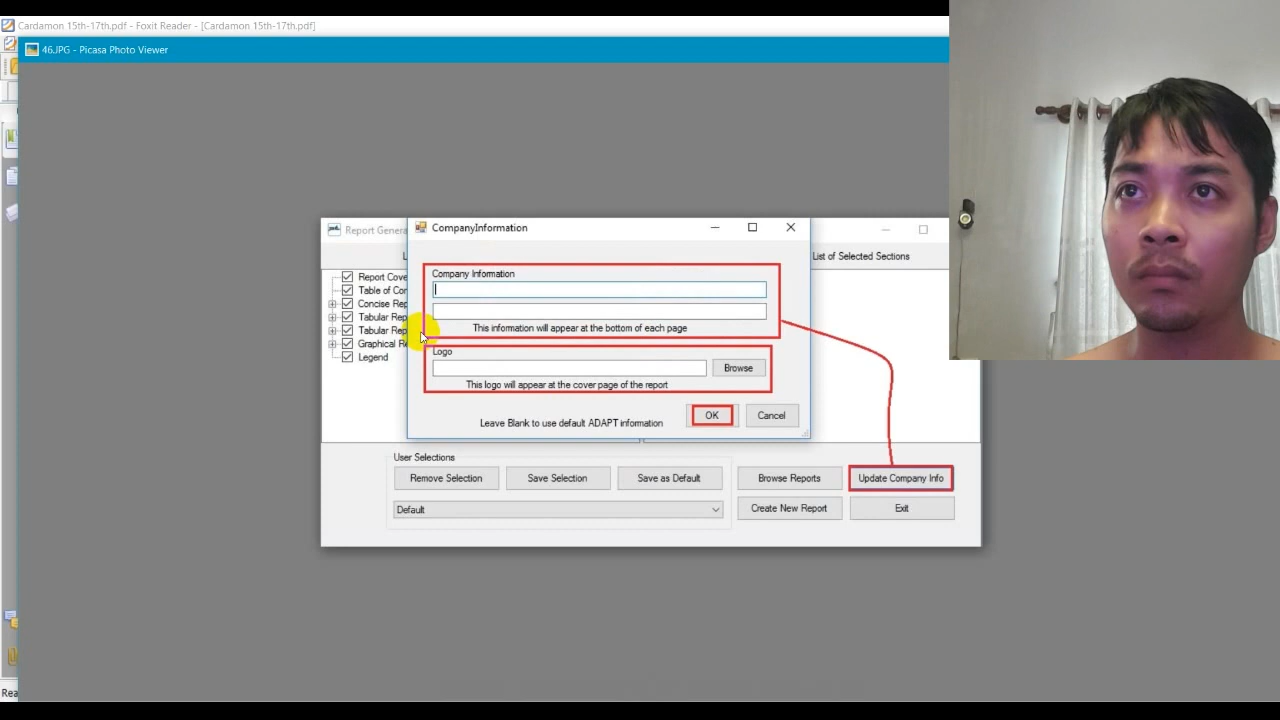 Cardamon 15th-17th.pdf - Foxit Reader - [Cardamon 15th-17th.pdf]
46.JPG - Picasa Photo Viewer
Report Genera
CompanyInformation
List of Selected Sections
Company Information
This information will appear at the bottom of each page
Logo
Browse
This logo will appear at the cover page of the report
Leave Blank to use default ADAPT information
OK
Cancel
Report Cove
Table of Con
Concise Rep
Tabular Rep
Tabular Rep
Graphical Re
Legend
User Selections
Remove Selection
Save Selection
Save as Default
Browse Reports
Update Company Info
Default
Create New Report
Exit
Rea